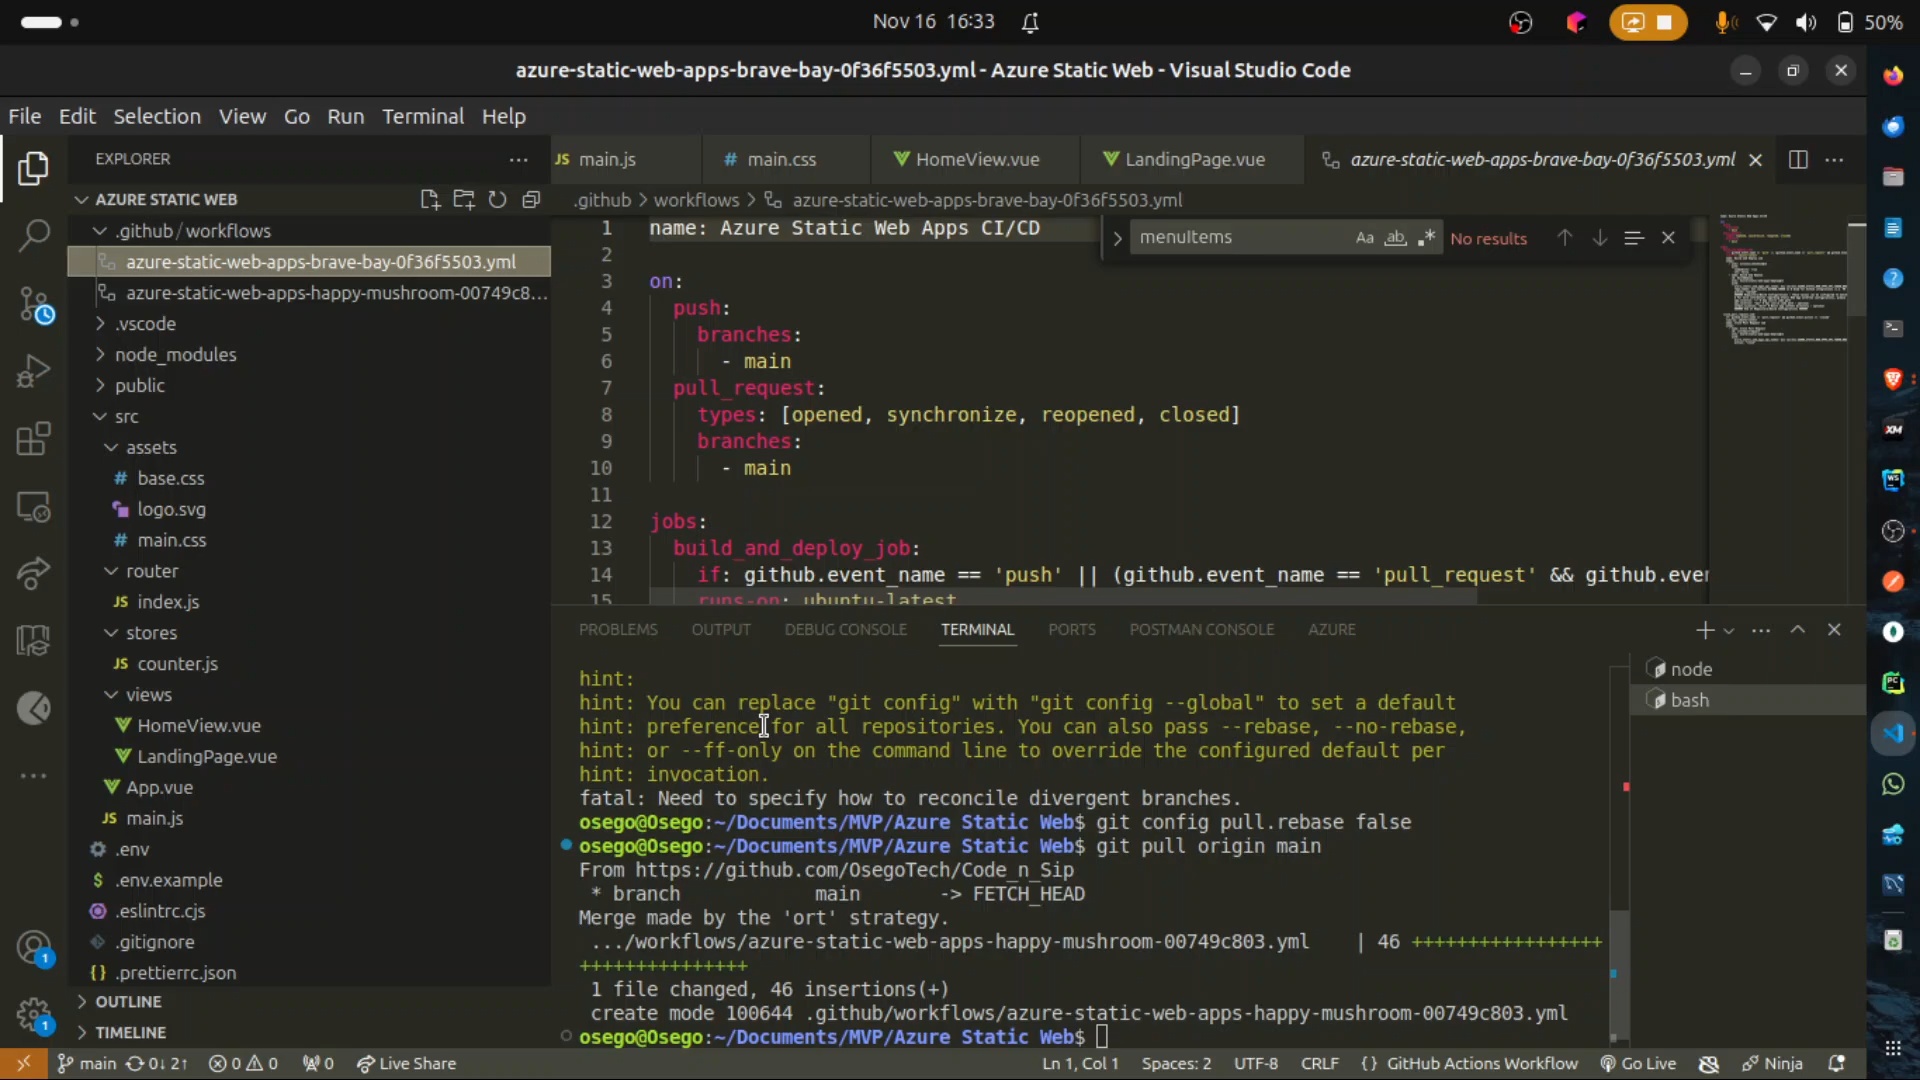 Nov 16 16:33
50%
azure-static-web-apps-brave-bay-0f36f5503.yml - Azure Static Web - Visual Studio Code
File Edit Selection View Go Run Terminal Help
EXPLORER
AZURE STATIC WEB
.github/workflows
azure-static-web-apps-brave-bay-0f36f5503.yml
azure-static-web-apps-happy-mushroom-00749c8...
.vscode
node_modules
public
src
assets
# base.css
logo.svg
# main.css
router
JS index.js
stores
JS counter.js
views
HomeView.vue
LandingPage.vue
App.vue
JS main.js
.env
$ .env.example
.eslintrc.cjs
.gitignore
{} .prettierrc.json
OUTLINE
TIMELINE
1
1
JS main.js # main.css HomeView.vue LandingPage.vue azure-static-web-apps-brave-bay-0f36f5503.yml
.github > workflows > azure-static-web-apps-brave-bay-0f36f5503.yml
menuItems Aa ab .* No results
1 name: Azure Static Web Apps CI/CD
2
3 on:
4 push:
5 branches:
6 - main
7 pull_request:
8 types: [opened, synchronize, reopened, closed]
9 branches:
10 - main
11
12 jobs:
13 build_and_deploy_job:
14 if: github.event_name == 'push' || (github.event_name == 'pull_request' && github.ever
15 runs-on: ubuntu-latest
PROBLEMS OUTPUT DEBUG CONSOLE TERMINAL PORTS POSTMAN CONSOLE AZURE
node
bash
hint:
hint: You can replace "git config" with "git config --global" to set a default
hint: preference for all repositories. You can also pass --rebase, --no-rebase,
hint: or --ff-only on the command line to override the configured default per
hint: invocation.
fatal: Need to specify how to reconcile divergent branches.
osego@Osego:~/Documents/MVP/Azure Static Web$ git config pull.rebase false
osego@Osego:~/Documents/MVP/Azure Static Web$ git pull origin main
From https://github.com/OsegoTech/Code_n_Sip
* branch main -> FETCH_HEAD
Merge made by the 'ort' strategy.
.../workflows/azure-static-web-apps-happy-mushroom-00749c803.yml | 46 +++++++++++++++++
+++++++++++++++
1 file changed, 46 insertions(+)
create mode 100644 .github/workflows/azure-static-web-apps-happy-mushroom-00749c803.yml
osego@Osego:~/Documents/MVP/Azure Static Web$
main 0↓ 2↑ 0 0 0 Live Share Ln 1, Col 1 Spaces: 2 UTF-8 CRLF {} GitHub Actions Workflow Go Live Ninja